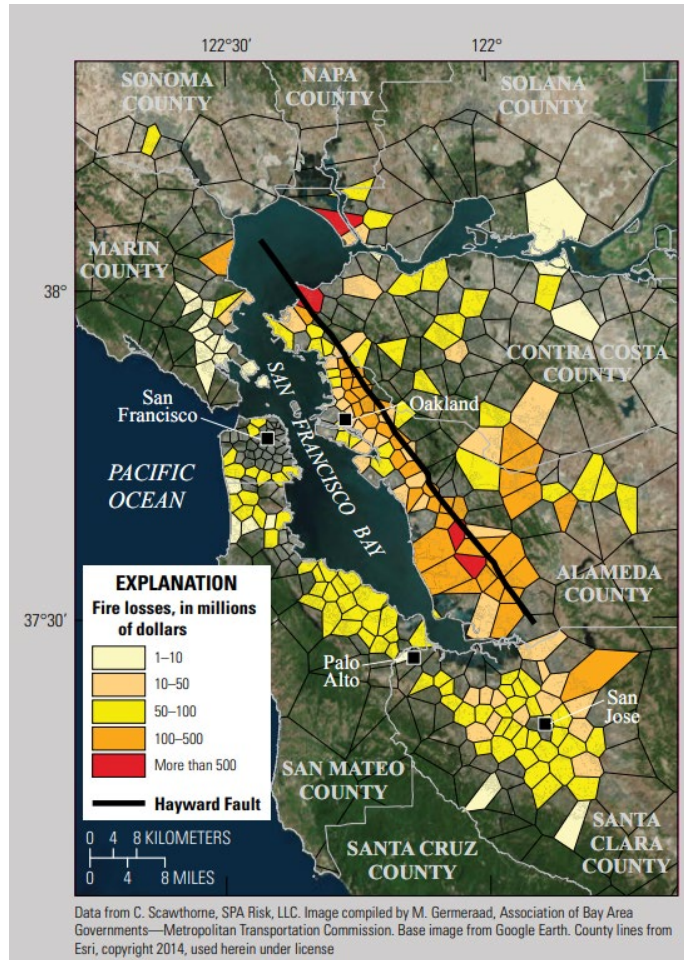 122°30' 122°
SONOMA
COUNTY
NAPA
COUNTY
SOLANA
COUNTY
MARIN
COUNTY
38°
CONTRA COSTA
COUNTY
San
Francisco
Oakland
SAN FRANCISCO BAY
PACIFIC
OCEAN
ALAMEDA
COUNTY
37°30'
EXPLANATION
Fire losses, in millions
of dollars
1–10
10–50
50–100
100–500
More than 500
Hayward Fault
Palo
Alto
San
Jose
SAN MATEO
COUNTY
SANTA
CLARA
COUNTY
SANTA CRUZ
COUNTY
0 4 8 KILOMETERS
0 4 8 MILES
Data from C. Scawthorne, SPA Risk, LLC. Image compiled by M. Germeraad, Association of Bay Area
Governments—Metropolitan Transportation Commission. Base image from Google Earth. County lines from
Esri, copyright 2014, used herein under license